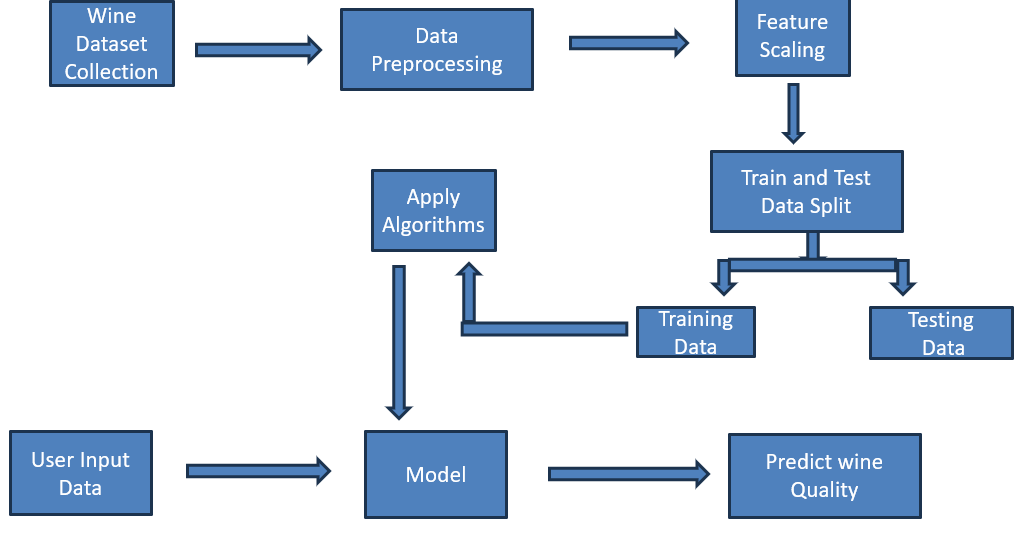 Wine
Dataset
Collection
Data
Preprocessing
Feature
Scaling
Train and Test
Data Split
Apply
Algorithms
Training
Data
Testing
Data
User Input
Data
Model
Predict wine
Quality